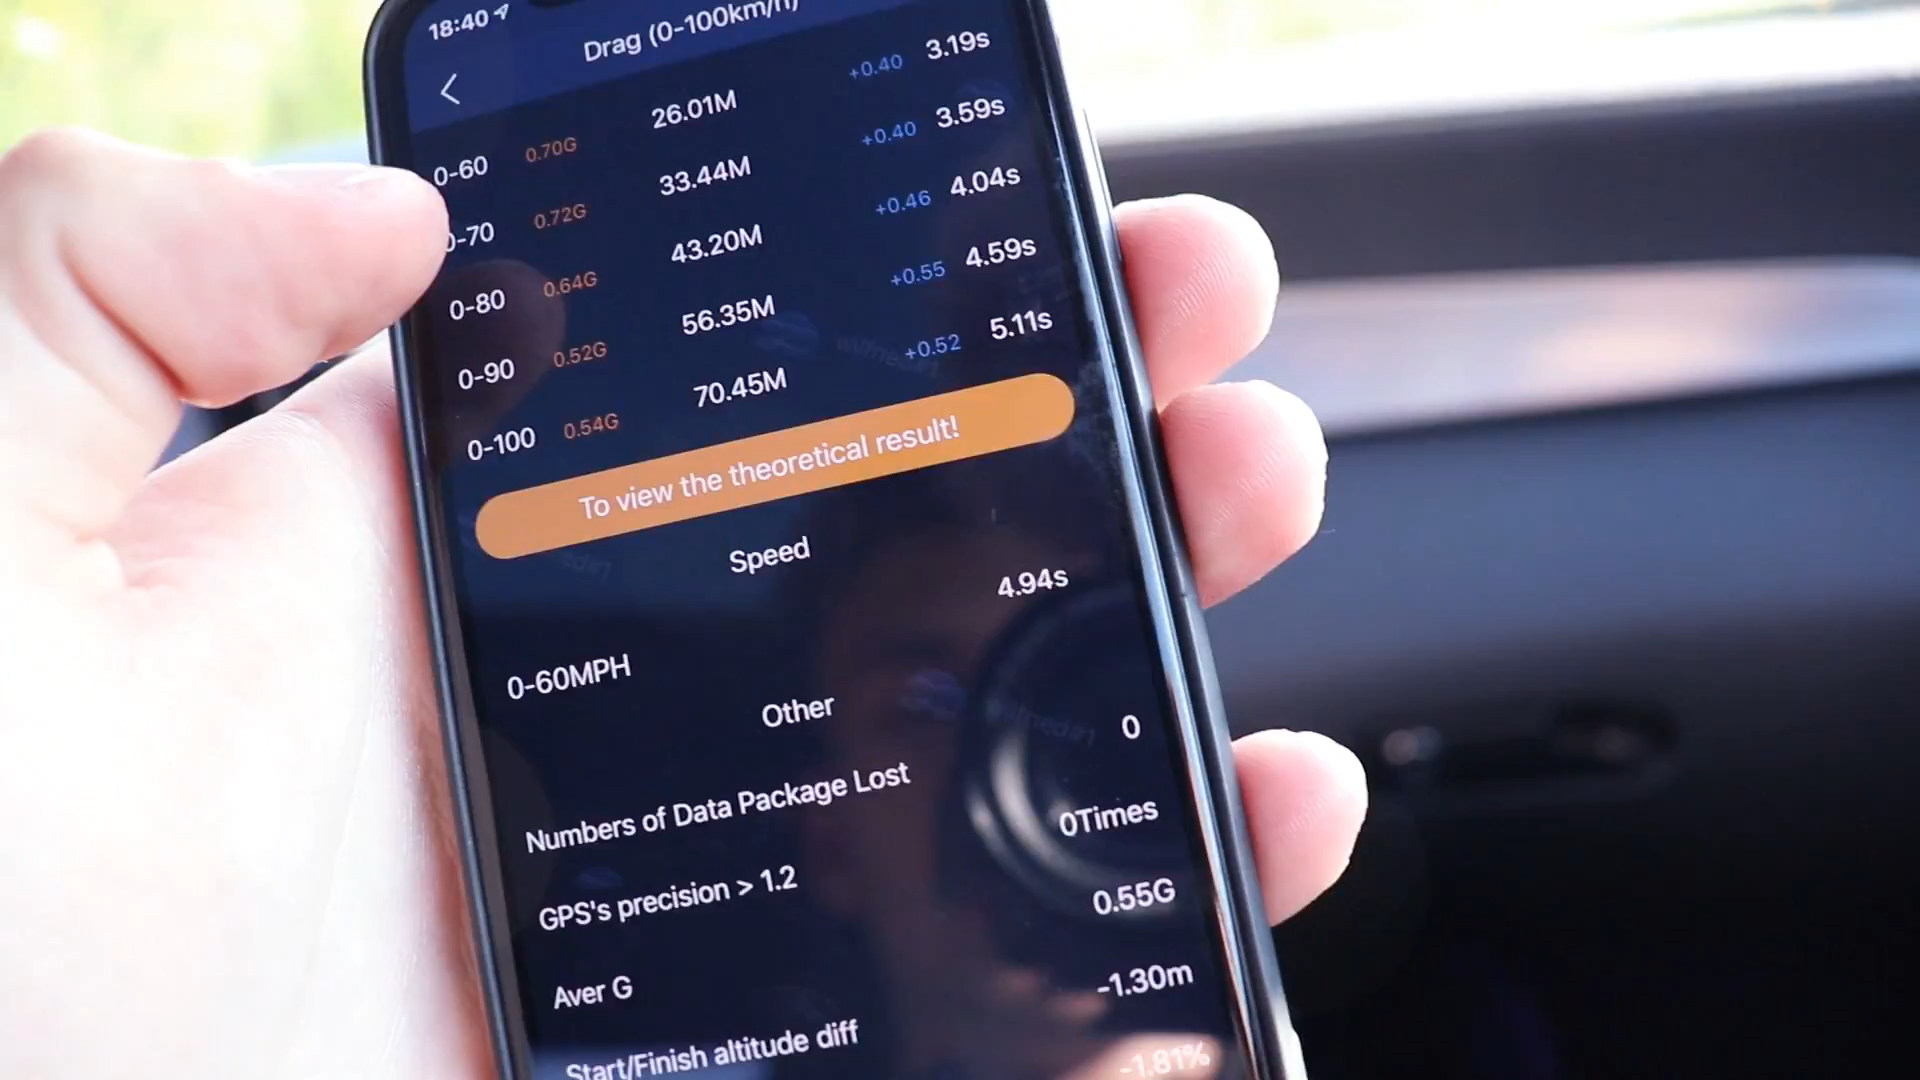 18:40
Drag (0-100km/h)
0-60 0.70G 26.01M +0.40 3.19s
0-70 0.72G 33.44M +0.40 3.59s
0-80 0.64G 43.20M +0.46 4.04s
0-90 0.52G 56.35M +0.55 4.59s
0-100 0.54G 70.45M +0.52 5.11s
To view the theoretical result!
Speed
0-60MPH 4.94s
Other
Numbers of Data Package Lost 0
GPS's precision > 1.2 0Times
Aver G 0.55G
Start/Finish altitude diff -1.30m
-1.81%